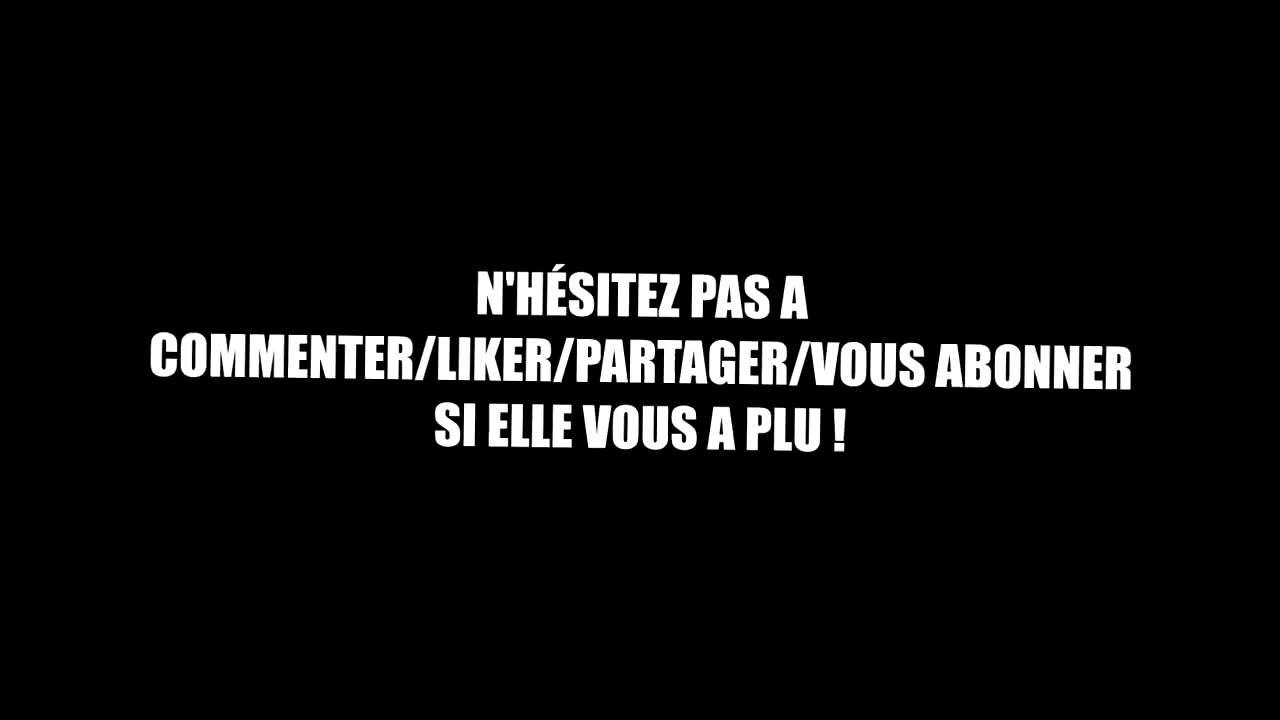 N'HÉSITEZ PAS A
COMMENTER/LIKER/PARTAGER/VOUS ABONNER
SI ELLE VOUS A PLU !